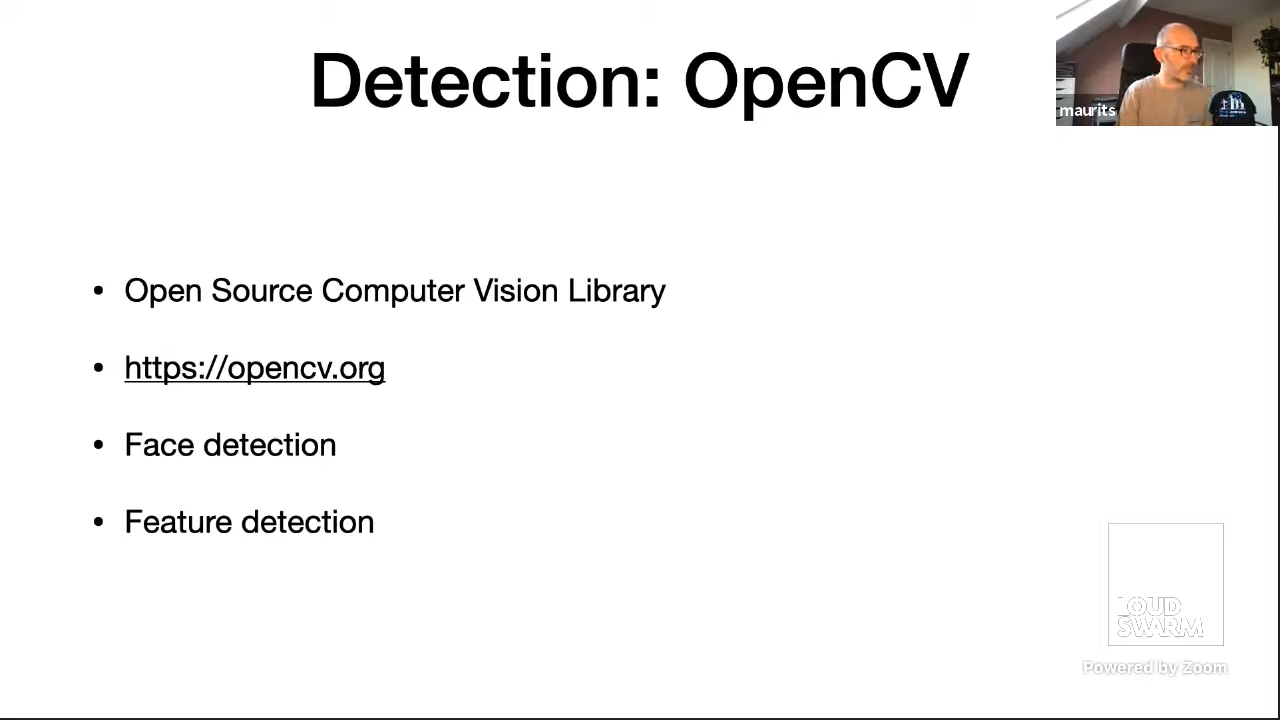 Detection: OpenCV
maurits
• Open Source Computer Vision Library
• https://opencv.org
• Face detection
• Feature detection
LOUD
SWARM
Powered by Zoom